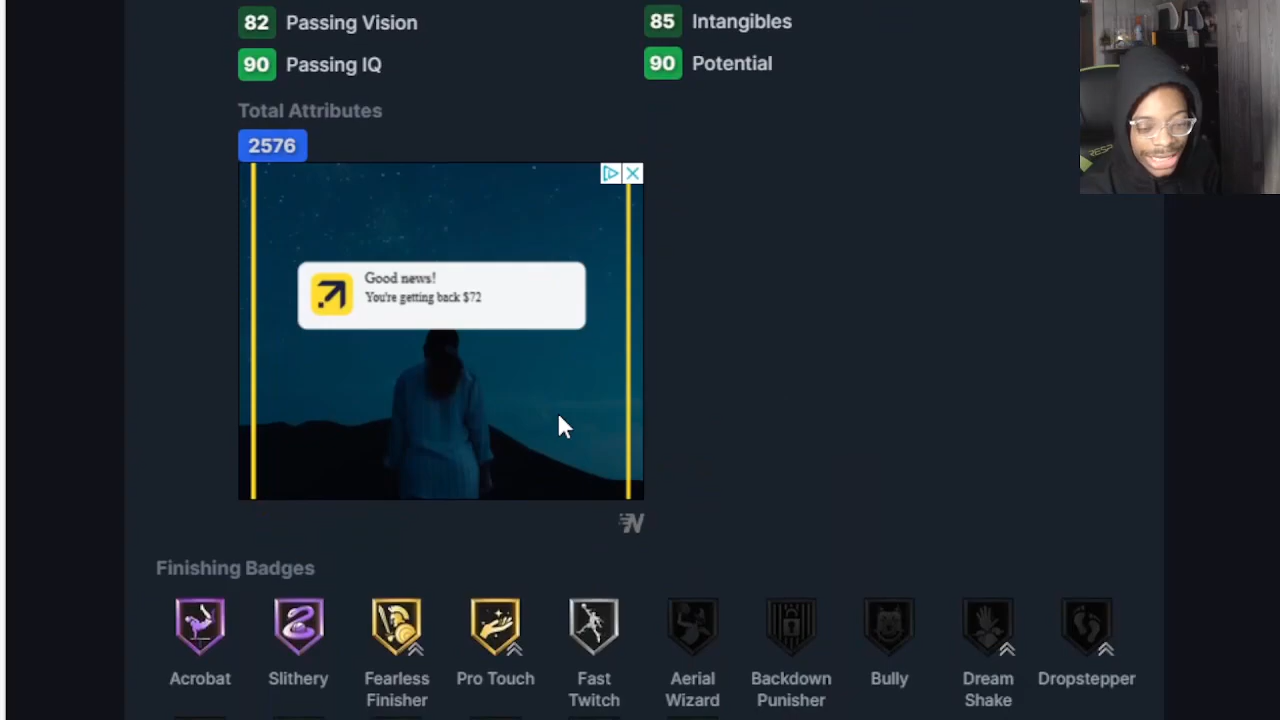 82 Passing Vision
85 Intangibles
90 Passing IQ
90 Potential
Total Attributes
2576
Good news!
You're getting back $72
Finishing Badges
Acrobat
Slithery
Fearless Finisher
Pro Touch
Fast Twitch
Aerial Wizard
Backdown Punisher
Bully
Dream Shake
Dropstepper